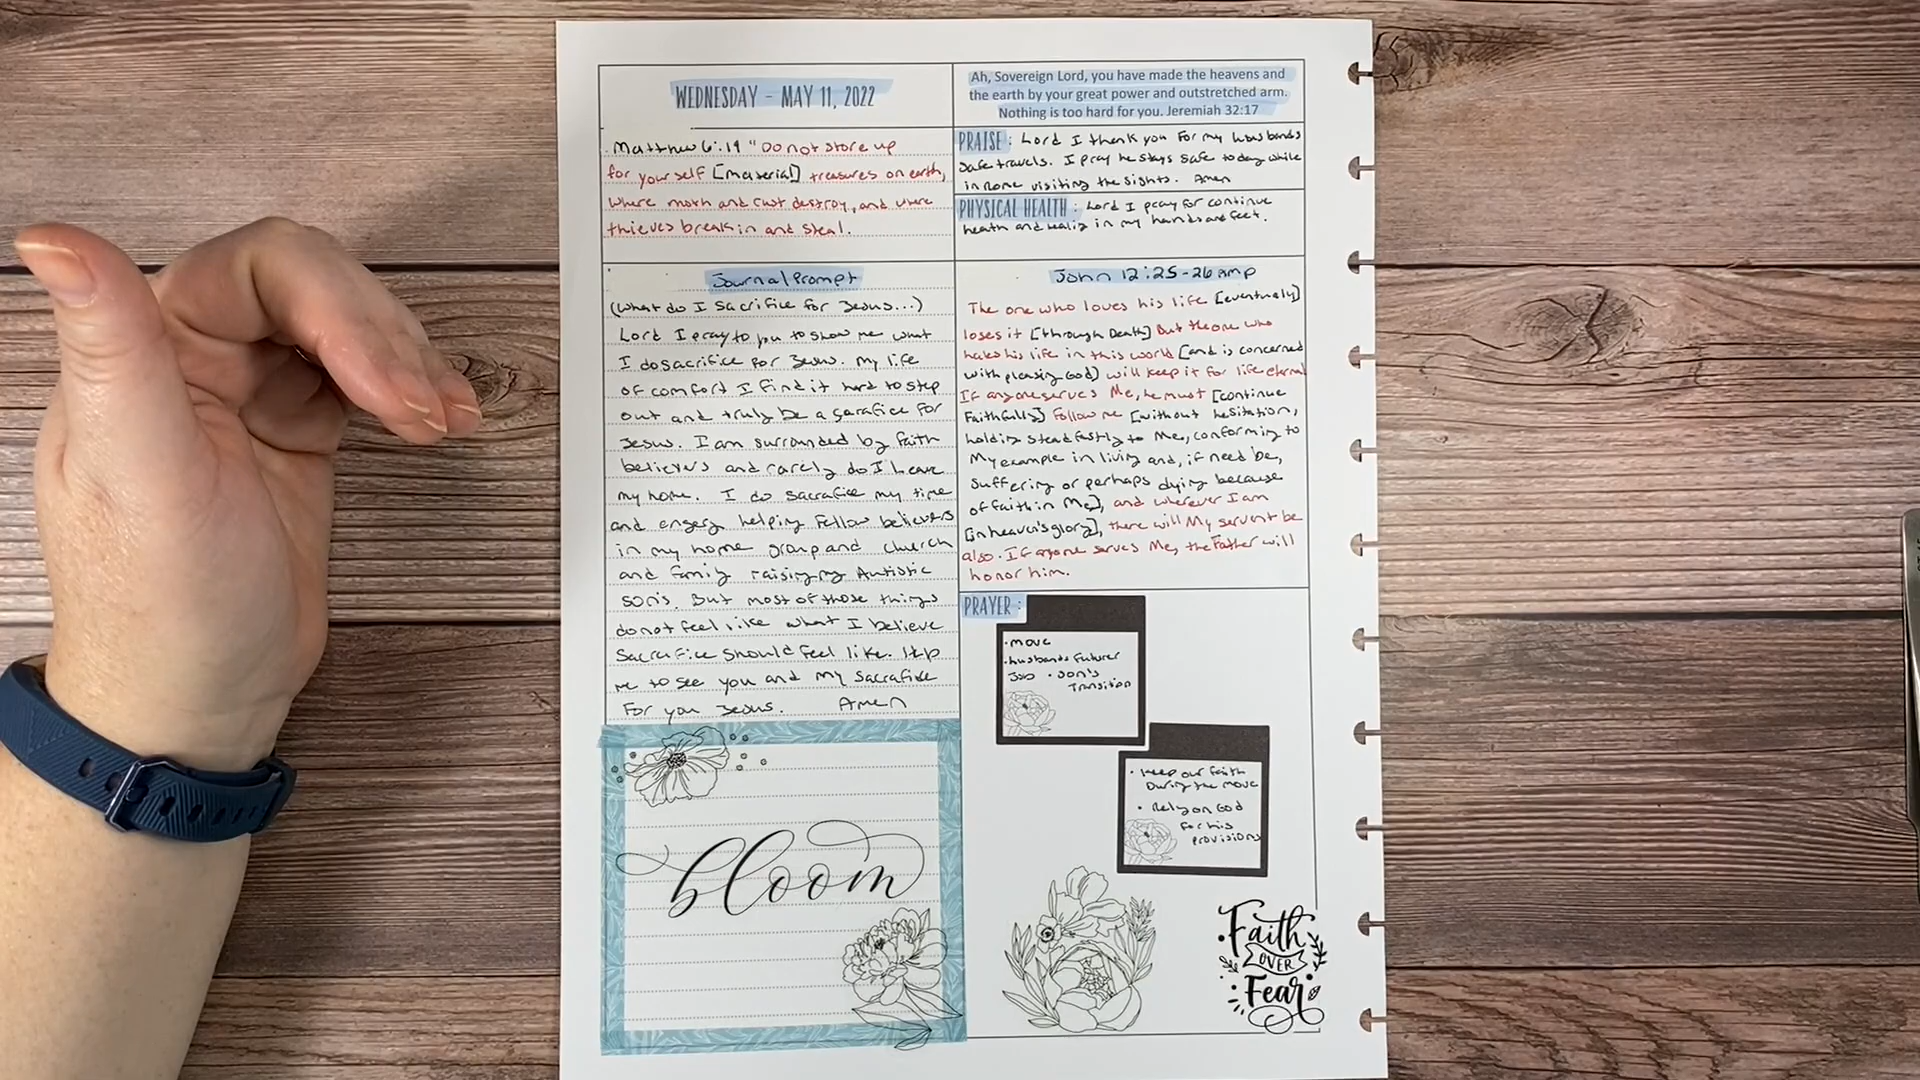 WEDNESDAY - MAY 11, 2022
Matthew 6:19 "Do not store up
for yourself [material] treasures on earth,
where moth and rust destroy, and where
thieves break in and steal.
Journal Prompt
(What do I sacrifice for Jesus...)
Lord I pray to you to show me what
I do sacrifice for Jesus. My life
of comfort I find it hard to step
out and truly be a sacrafice for
Jesus. I am surrounded by faith
believers and rarely do I leave
my home. I do sacrafice my time
and engery helping fellow believers
in my home group and church
and family raising my Autistic
sons. But most of those things
do not feel like what I believe
Sacrafice should feel like. Help
me to see you and my sacrafice
For you Jesus. Amen
bloom
Ah, Sovereign Lord, you have made the heavens and
the earth by your great power and outstretched arm.
Nothing is too hard for you. Jeremiah 32:17
PRAISE: Lord I thank you for my husbands
safe travels. I pray he stays safe today while
in Rome visiting the sights. Amen
PHYSICAL HEALTH: Lord I pray for continue
heath and healing in my hands and feet.
John 12:25-26 amp
The one who loves his life [eventually]
loses it [through Death] But the one who
hates his life in this world [and is concerned
with pleasing God] will keep it for life eternal
If anyone serves Me, he must [continue
Faithfully] follow me [without hesitation,
holding steadfastly to Me, conforming to
My example in living and, if need be,
suffering or perhaps dying because
of faith in Me], and wherever I am
[in heaven's glory], there will My servant be
also. If anyone serves Me, the Father will
honor him.
PRAYER:
• move
• husbands futurer
Job • son's
Transition
• Keep our faith
During the move
• Rely on God
for his
provisions
Faith
OVER
Fear